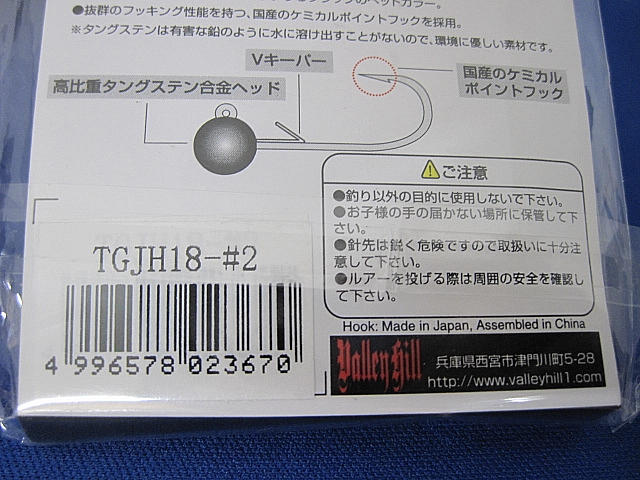 ●抜群のフッキング性能を持つ、国産のケミカルポイントフックを採用。
※タングステンは有害な鉛のように水に溶け出すことがないので、環境に優しい素材です。
Vキーパー
高比重タングステン合金ヘッド
国産のケミカル
ポイントフック
ご注意
●釣り以外の目的に使用しないで下さい。
●お子様の手の届かない場所に保管して下
さい。
●針先は鋭く危険ですので取扱いに十分注
意して下さい。
●ルアーを投げる際は周囲の安全を確認し
て下さい。
TGJH18-#2
4 996578 023670
Hook: Made in Japan, Assembled in China
Valley Hill
兵庫県西宮市津門川町5-28
http://www.valleyhill1.com/